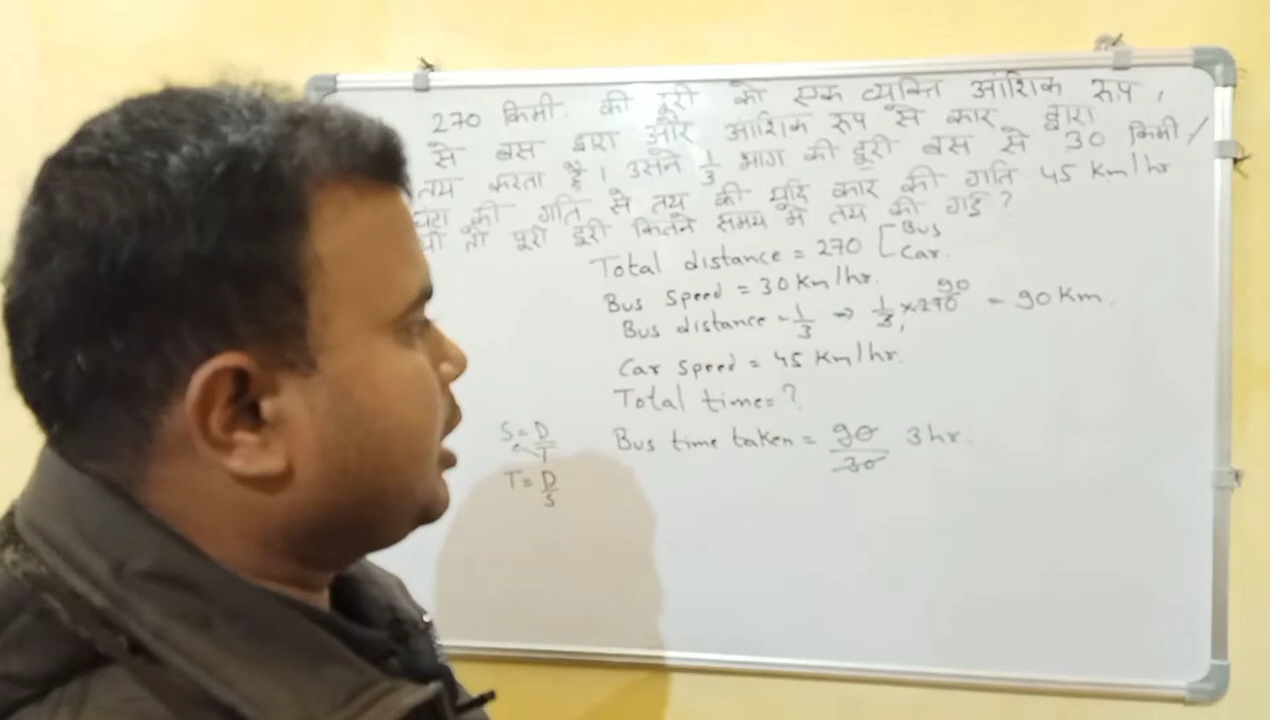 270 किमी. की दूरी को एक व्यक्ति आंशिक रूप
से बस द्वारा और आंशिक रूप से कार द्वारा
तय करता है। उसने 1/3 भाग की दूरी बस से 30 किमी/
घंटा की गति से तय की यदि कार की गति 45 Km/hr
थी तो पूरी दूरी कितने समय में तय की गई?
Total distance = 270 [ Bus
Car.
Bus Speed = 30 Km/hr.
Bus distance = 1/3 => 1/3 × 270 90 = 90 Km.
1
Car Speed = 45 Km/hr.
Total time = ?
Bus time taken = 90/30 3 hr.
S = D/T
T = D/S